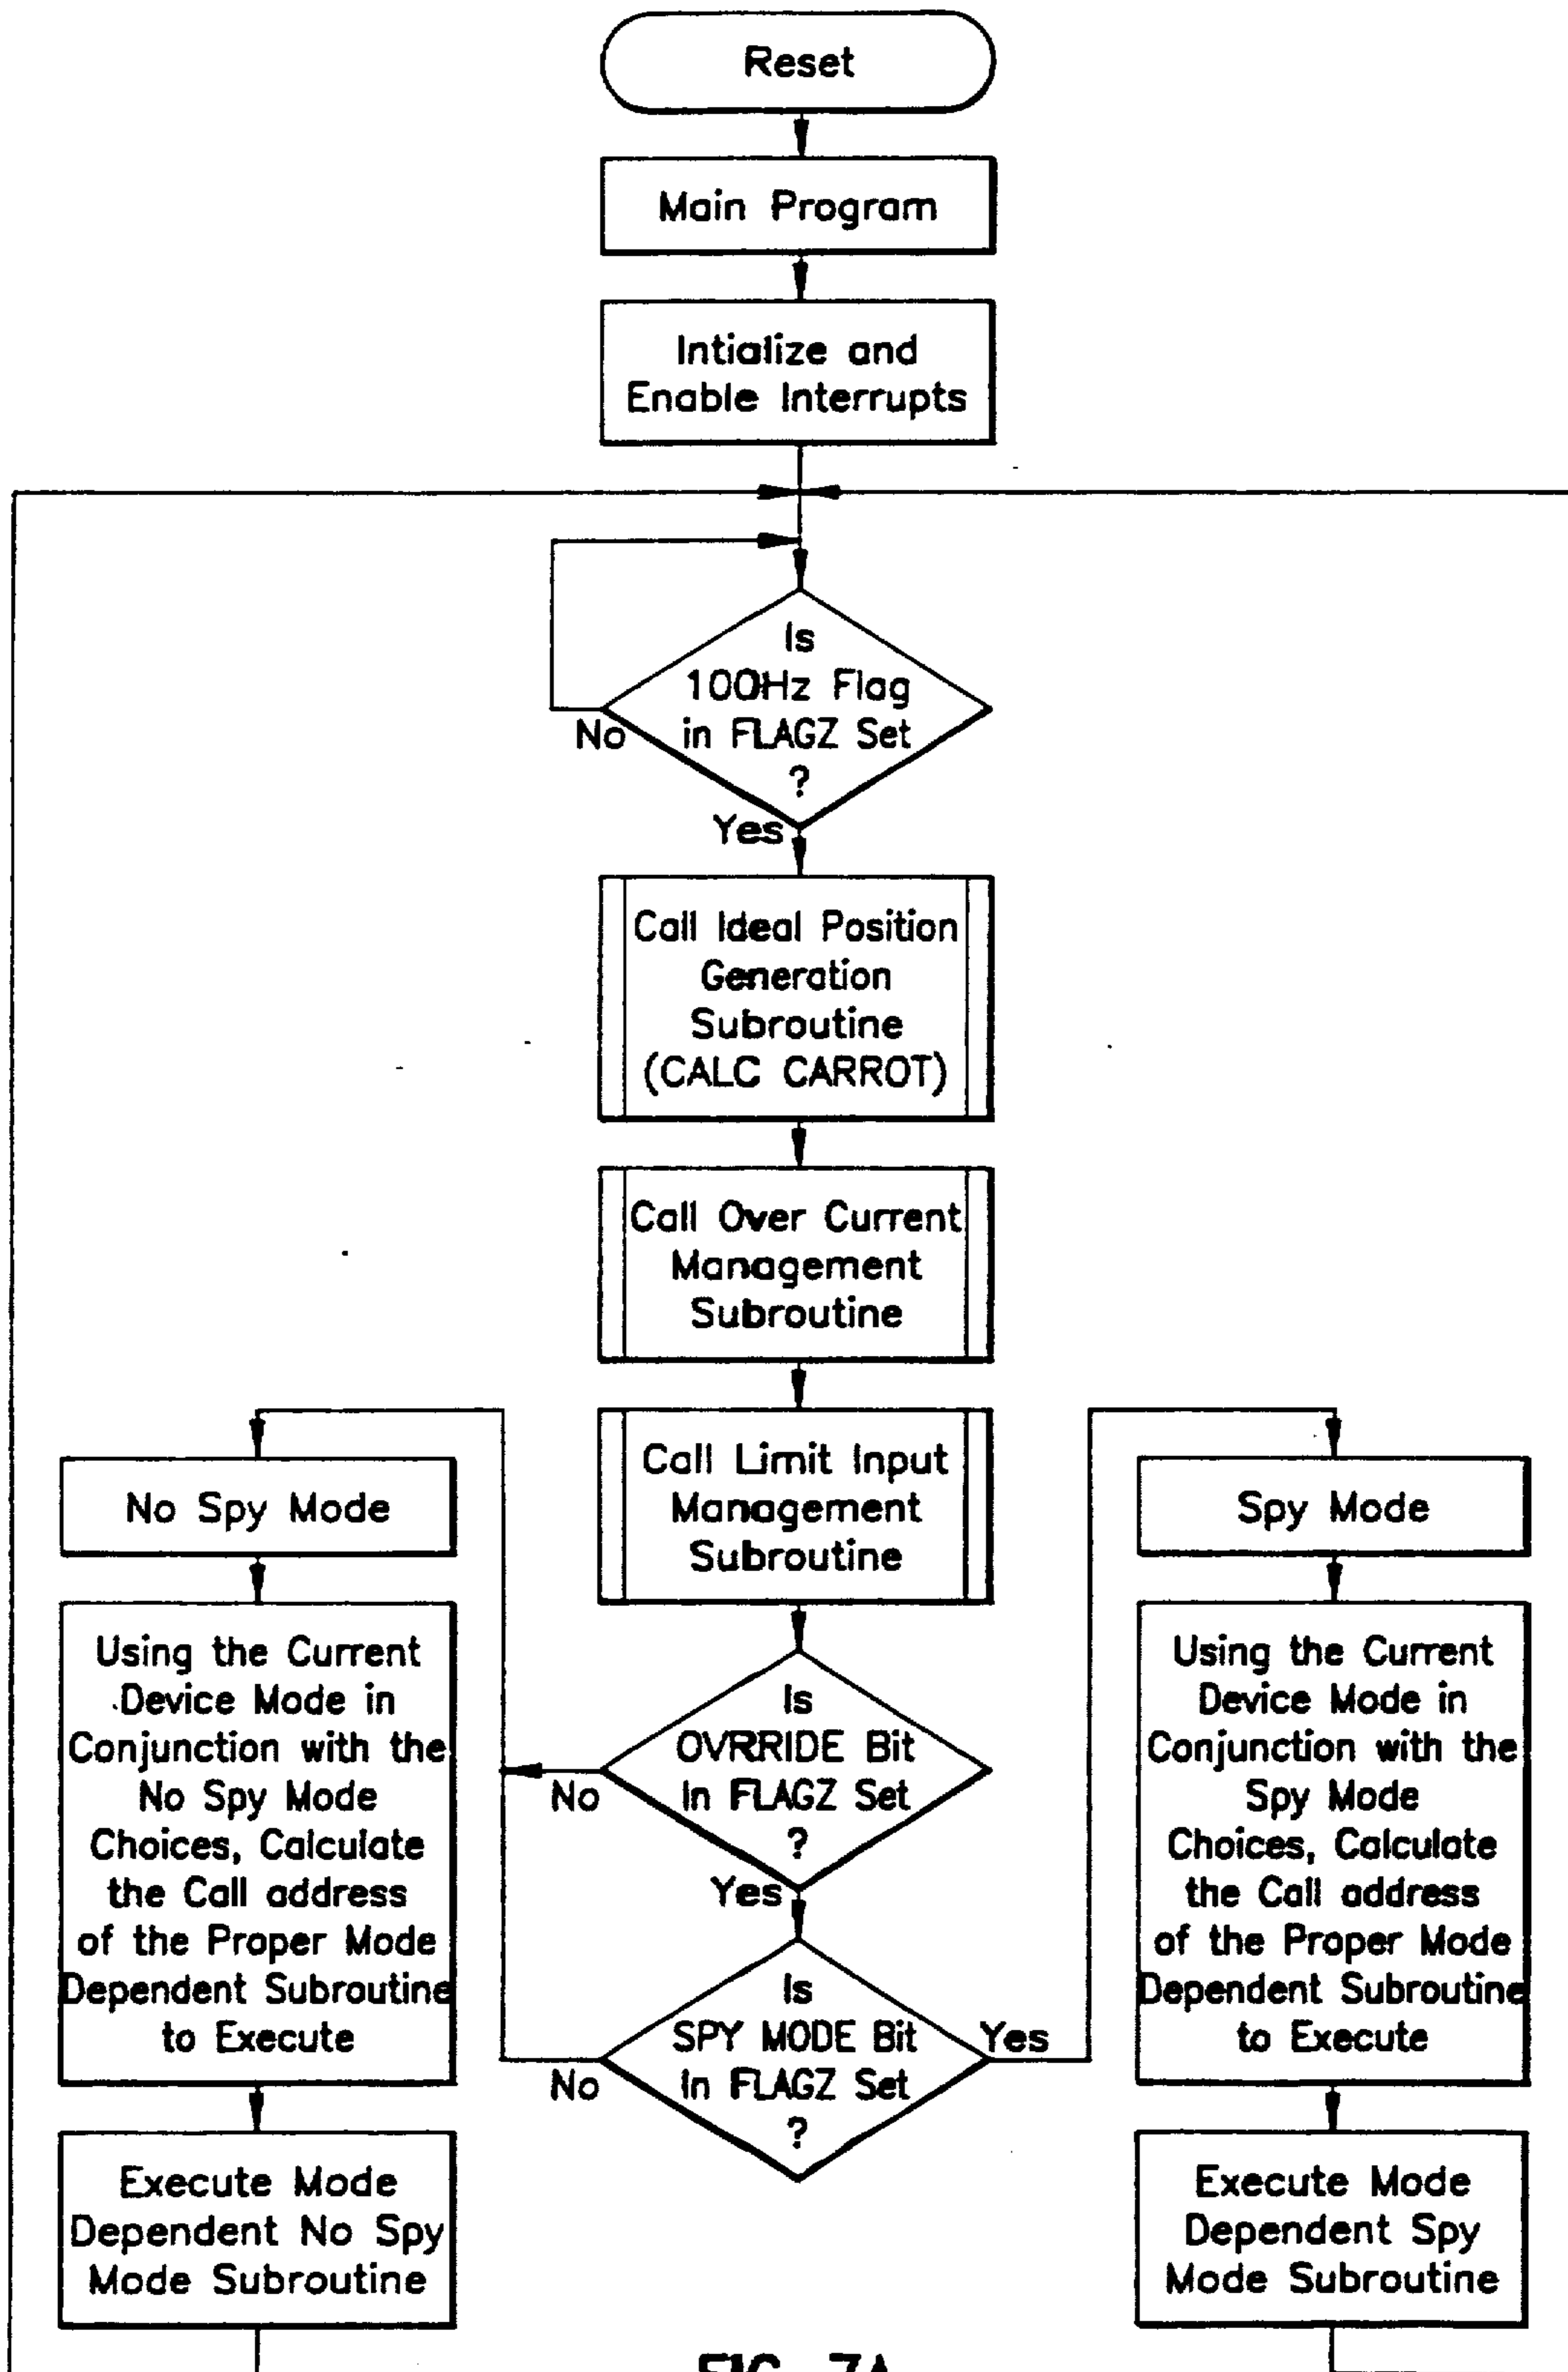 Reset
Main Program
Intialize and
Enable Interrupts
Is
100Hz Flag
in FLAGZ Set
?
No
Yes
Call Ideal Position
Generation
Subroutine
(CALC CARROT)
Call Over Current
Management
Subroutine
Call Limit Input
Management
Subroutine
No Spy Mode
Using the Current
Device Mode in
Conjunction with the
No Spy Mode
Choices, Calculate
the Call address
of the Proper Mode
Dependent Subroutine
to Execute
Execute Mode
Dependent No Spy
Mode Subroutine
Is
OVRRIDE Bit
In FLAGZ Set
?
No
Yes
Is
SPY MODE Bit
In FLAGZ Set
?
No
Yes
Spy Mode
Using the Current
Device Mode in
Conjunction with the
Spy Mode
Choices, Calculate
the Call address
of the Proper Mode
Dependent Subroutine
to Execute
Execute Mode
Dependent Spy
Mode Subroutine
FIG. 7A